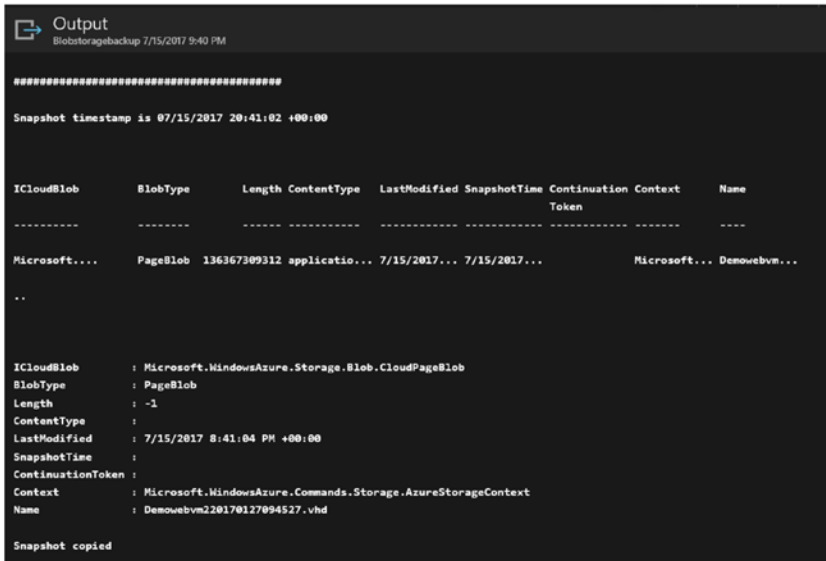 Output
Blobstoragebackup 7/15/2017 9:40 PM
##########################################
Snapshot timestamp is 07/15/2017 20:41:02 +00:00
ICloudBlob BlobType Length ContentType LastModified SnapshotTime Continuation Context Name
Token
---------- -------- ------ ----------- ------------ ------------ ------------ ------- ----
Microsoft.... PageBlob 136367309312 applicatio... 7/15/2017... 7/15/2017... Microsoft... Demowebvm...
..
ICloudBlob : Microsoft.WindowsAzure.Storage.Blob.CloudPageBlob
BlobType : PageBlob
Length : -1
ContentType :
LastModified : 7/15/2017 8:41:04 PM +00:00
SnapshotTime :
ContinuationToken :
Context : Microsoft.WindowsAzure.Commands.Storage.AzureStorageContext
Name : Demowebvm220170127094527.vhd
Snapshot copied